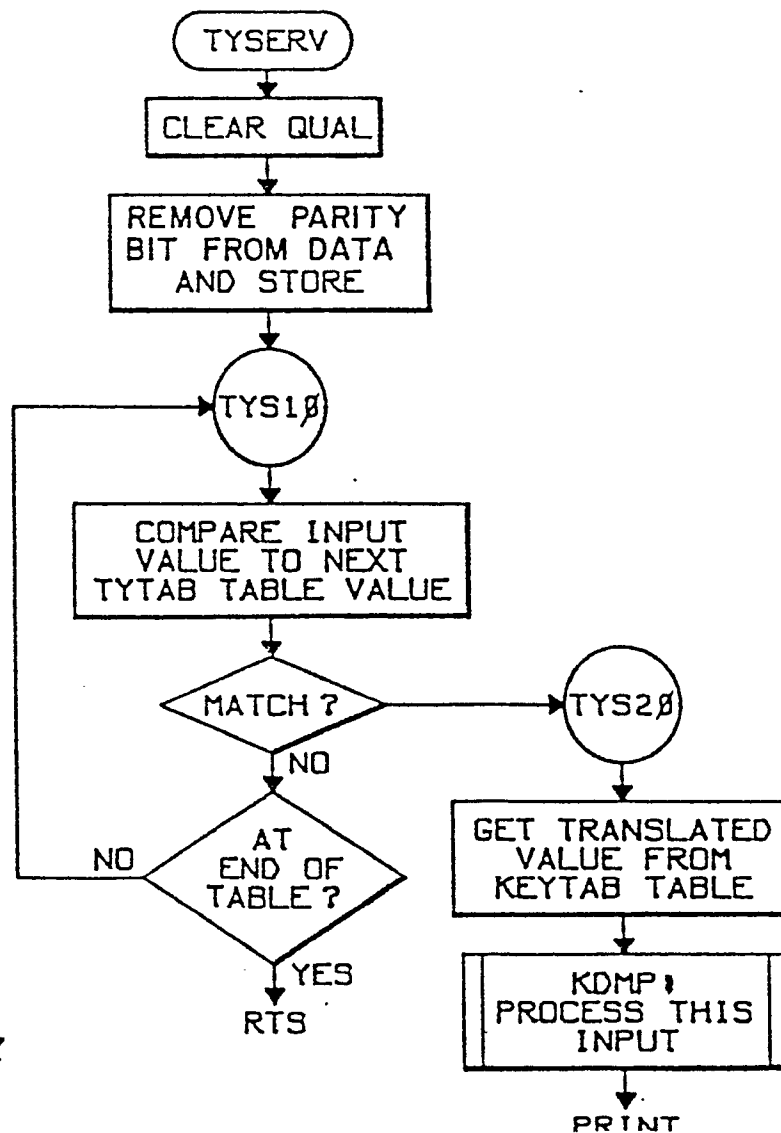 TYSERV
CLEAR QUAL
REMOVE PARITY
BIT FROM DATA
AND STORE
TYS10
COMPARE INPUT
VALUE TO NEXT
TYTAB TABLE VALUE
MATCH?
NO
TYS20
AT
END OF
TABLE?
NO
YES
RTS
GET TRANSLATED
VALUE FROM
KEYTAB TABLE
KDMP:
PROCESS THIS
INPUT
PRINT